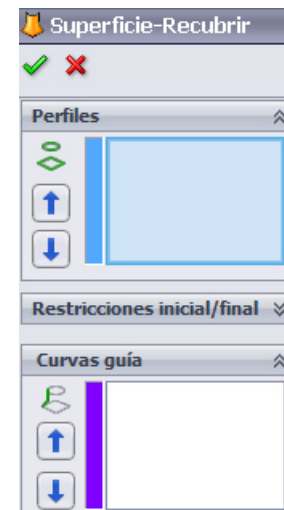 Superficie-Recubrir
Perfiles
Restricciones inicial/final
Curvas guía